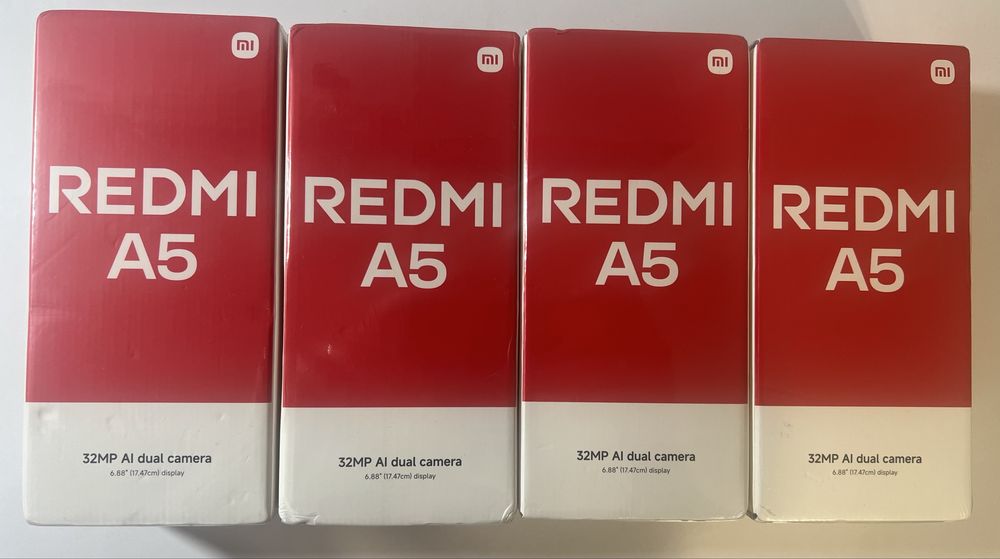 mi
REDMI
A5
32MP AI dual camera
6.88" (17.47cm) display
mi
REDMI
A5
32MP AI dual camera
6.88" (17.47cm) display
mi
REDMI
A5
32MP AI dual camera
6.88" (17.47cm) display
mi
REDMI
A5
32MP AI dual camera
6.88" (17.47cm) display